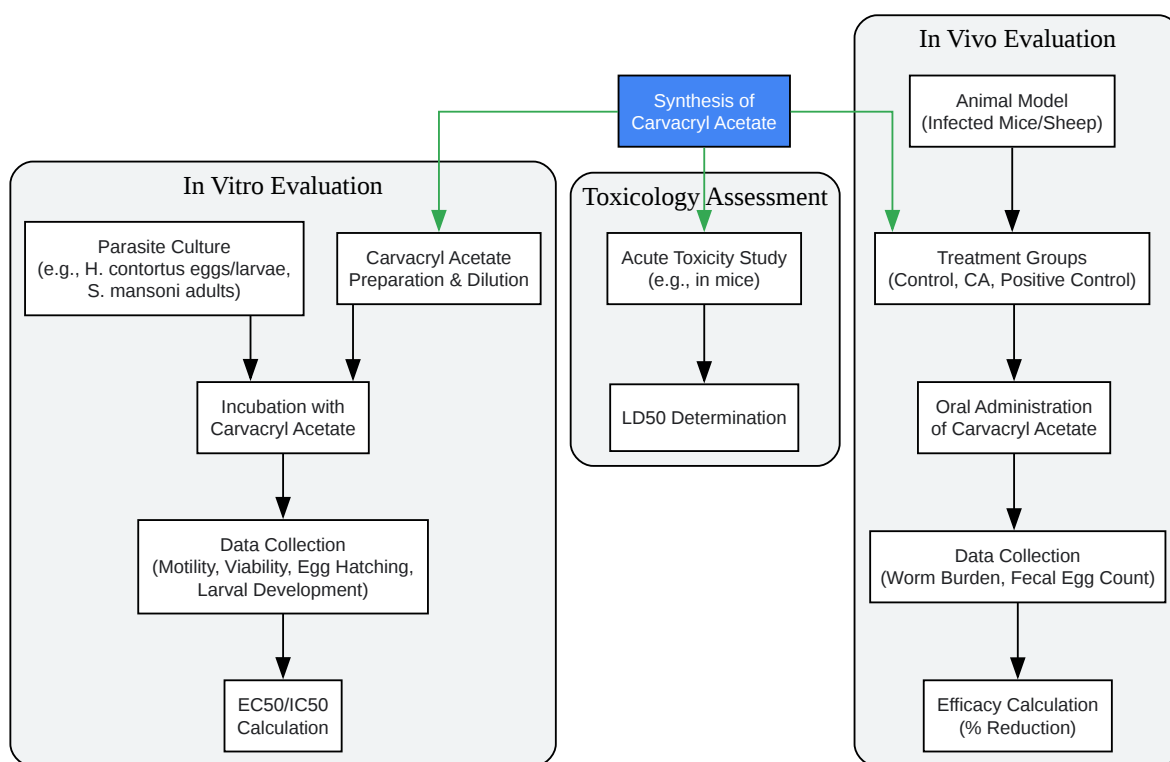 In Vivo Evaluation
Synthesis of
Carvacryl Acetate
Animal Model
(Infected Mice/Sheep)
In Vitro Evaluation
Toxicology Assessment
Parasite Culture
(e.g., H. contortus eggs/larvae,
S. mansoni adults)
Carvacryl Acetate
Preparation & Dilution
Acute Toxicity Study
(e.g., in mice)
Treatment Groups
(Control, CA, Positive Control)
Incubation with
Carvacryl Acetate
LD50 Determination
Oral Administration
of Carvacryl Acetate
Data Collection
(Motility, Viability, Egg Hatching,
Larval Development)
Data Collection
(Worm Burden, Fecal Egg Count)
EC50/IC50
Calculation
Efficacy Calculation
(% Reduction)